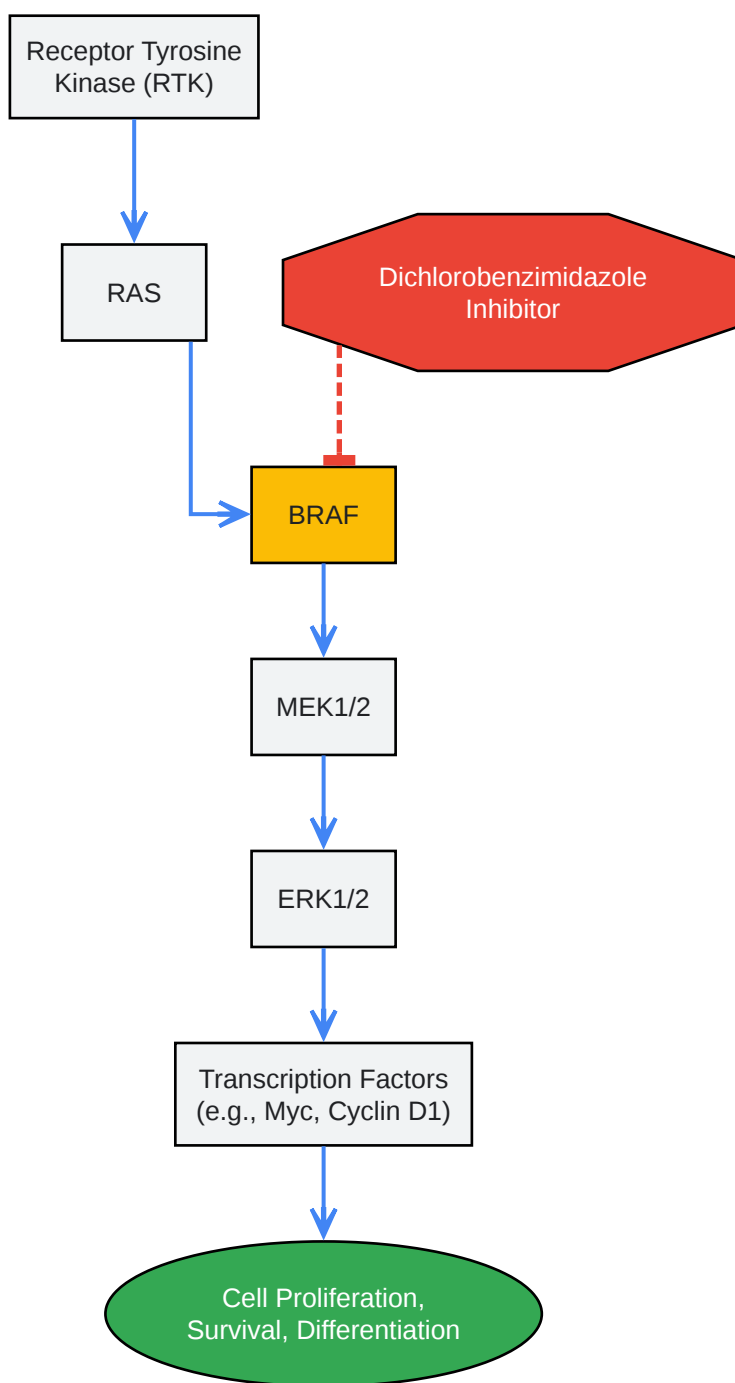 Receptor Tyrosine
Kinase (RTK)
RAS
Dichlorobenzimidazole
Inhibitor
BRAF
MEK1/2
ERK1/2
Transcription Factors
(e.g., Myc, Cyclin D1)
Cell Proliferation,
Survival, Differentiation